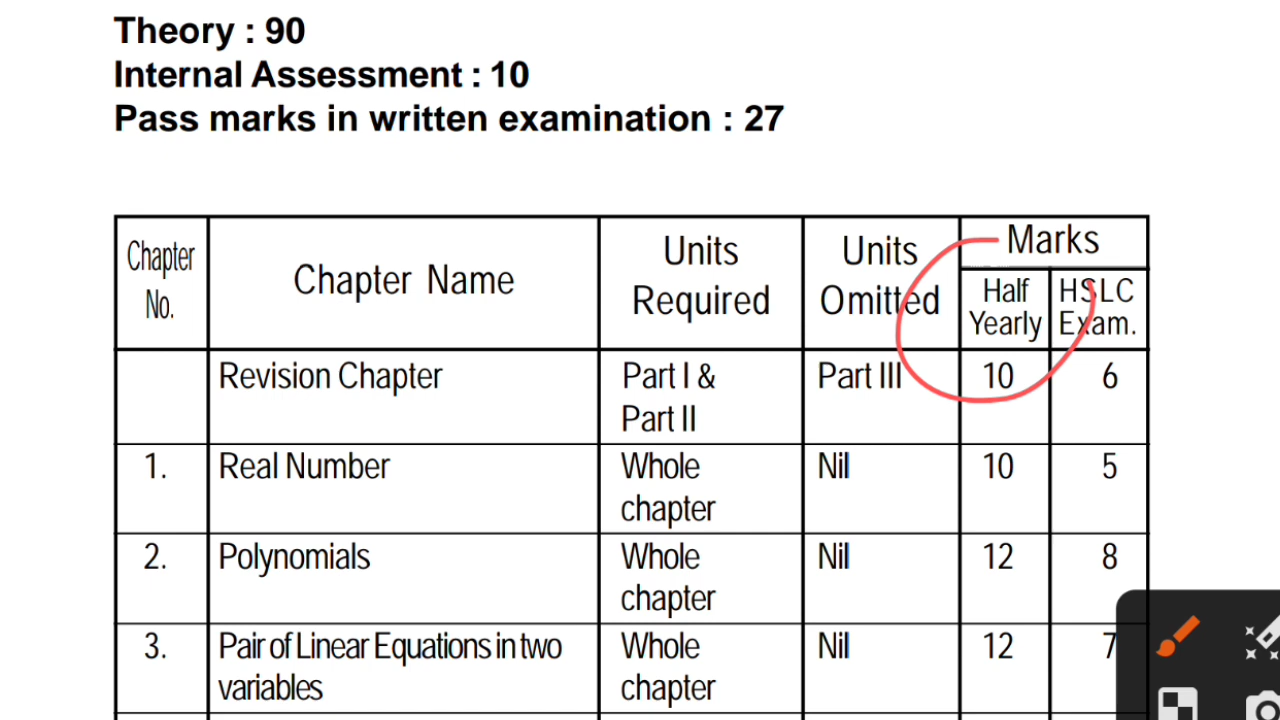 Theory : 90
Internal Assessment : 10
Pass marks in written examination : 27
Chapter No. Chapter Name Units Required Units Omitted Marks
Half Yearly HSLC Exam.
Revision Chapter Part I & Part II Part III 10 6
1. Real Number Whole chapter Nil 10 5
2. Polynomials Whole chapter Nil 12 8
3. Pair of Linear Equations in two variables Whole chapter Nil 12 7